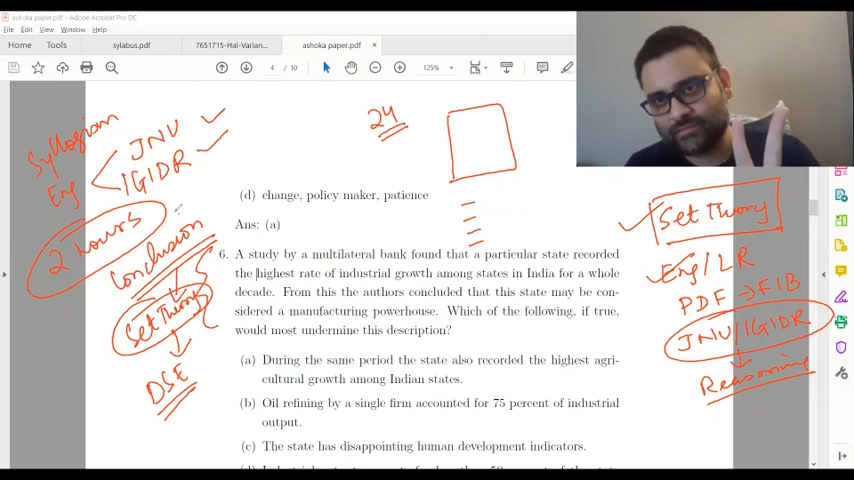 ashoka paper.pdf - Adobe Acrobat Pro DC
File Edit View Window Help
Home Tools sylabus.pdf 7651715-Hal-Varian... ashoka paper.pdf ×
4 / 10 125%
Syllogism
Eng
JNU
IGIDR
2 hours
Conclusion
Set Theory
DSE
24
(d) change, policy maker, patience
Ans: (a)
6. A study by a multilateral bank found that a particular state recorded
the highest rate of industrial growth among states in India for a whole
decade. From this the authors concluded that this state may be con-
sidered a manufacturing powerhouse. Which of the following, if true,
would most undermine this description?
(a) During the same period the state also recorded the highest agri-
cultural growth among Indian states.
(b) Oil refining by a single firm accounted for 75 percent of industrial
output.
(c) The state has disappointing human development indicators.
Set Theory
Eng/LR
PDF → FIB
JNU/IGIDR
Reasoning